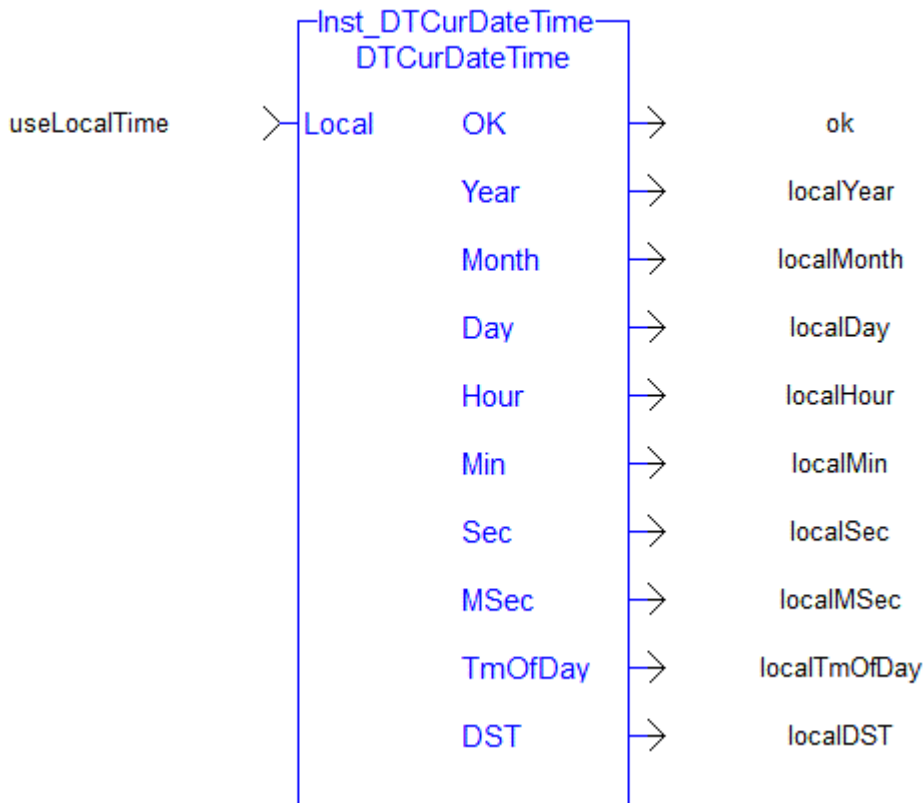 Inst_DTCurDateTime
DTCurDateTime
useLocalTime Local OK ok
Year localYear
Month localMonth
Day localDay
Hour localHour
Min localMin
Sec localSec
MSec localMSec
TmOfDay localTmOfDay
DST localDST